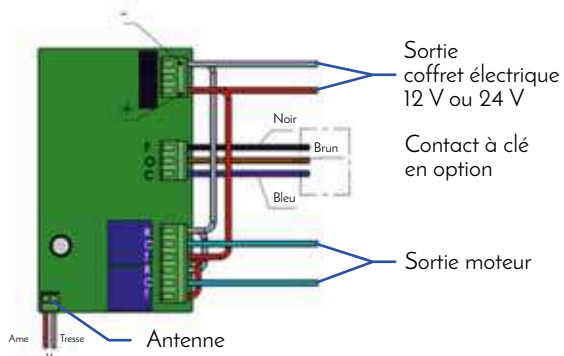 -
+
Sortie
coffret électrique
12 V ou 24 V
Noir
Brun
Bleu
Contact à clé
en option
O
C
Sortie moteur
Ame
Tresse
Antenne